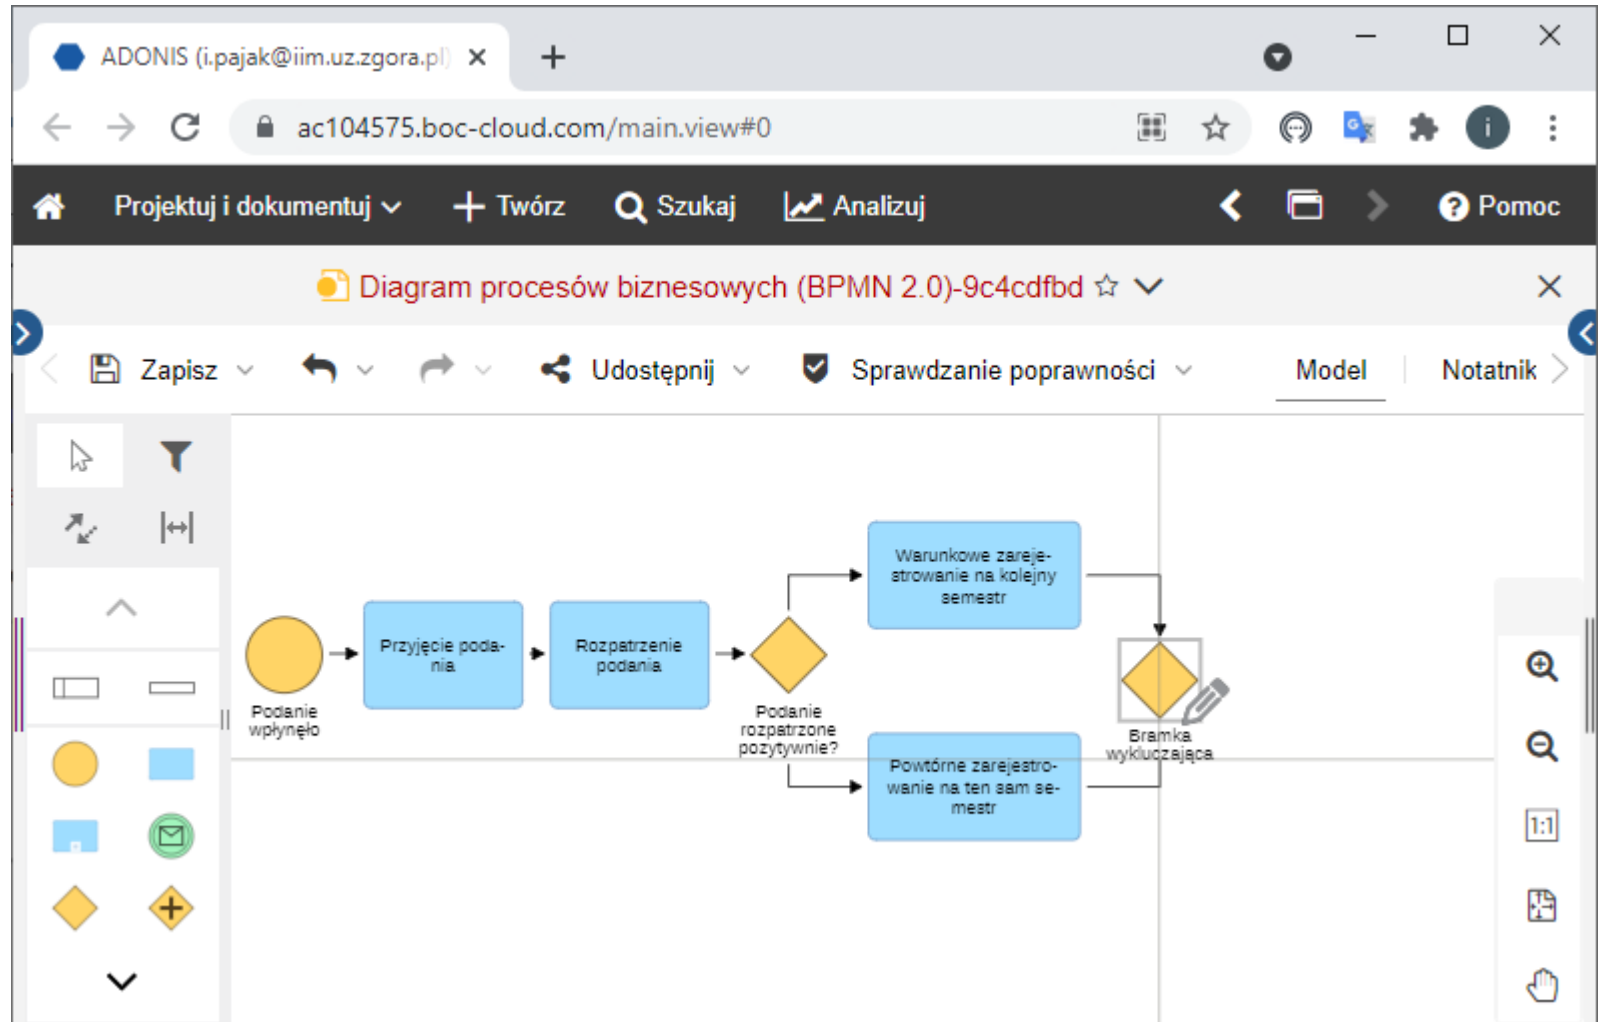 ADONIS (i.pajak@iim.uz.zgora.pl)
ac104575.boc-cloud.com/main.view#0
i
Projektuj i dokumentuj
Twórz
Szukaj
Analizuj
Pomoc
Diagram procesów biznesowych (BPMN 2.0)-9c4cdfbd
Zapisz
Udostępnij
Sprawdzanie poprawności
Model
Notatnik
Warunkowe zareje-
strowanie na kolejny
semestr
Przyjęcie poda-
nia
Rozpatrzenie
podania
Podanie
wpłynęło
Podanie
rozpatrzone
pozytywnie?
Bramka
wykluczająca
Powtórne zarejestro-
wanie na ten sam se-
mestr
1:1